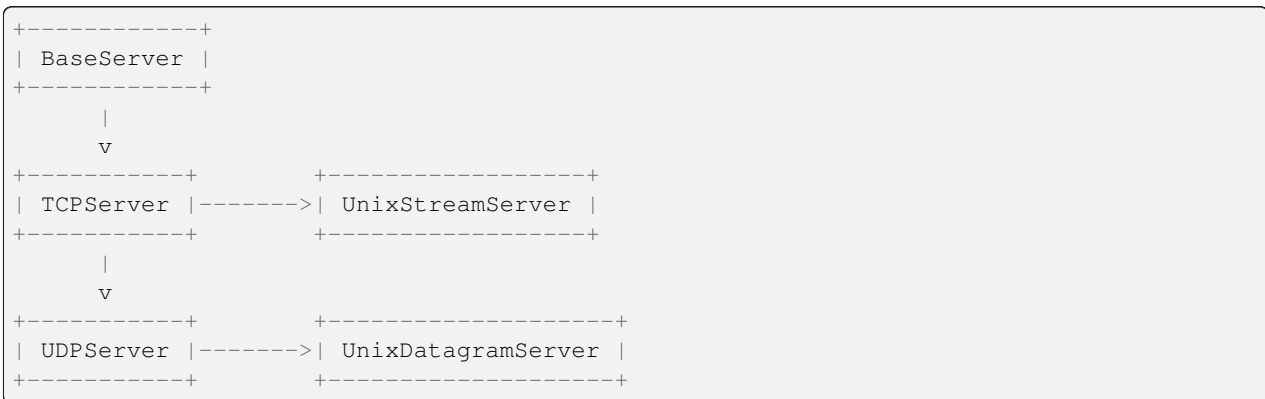 +------------+
| BaseServer |
+------------+
      |
      v
+-----------+        +------------------+
| TCPServer |------->| UnixStreamServer |
+-----------+        +------------------+
      |
      v
+-----------+        +--------------------+
| UDPServer |------->| UnixDatagramServer |
+-----------+        +--------------------+